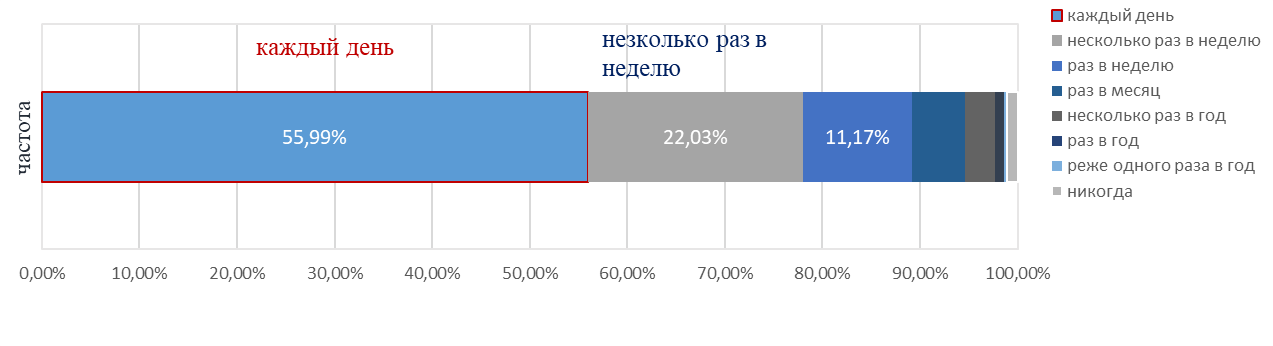 каждый день
незколько раз в
неделю
частота
55,99%
22,03%
11,17%
0,00%
10,00%
20,00%
30,00%
40,00%
50,00%
60,00%
70,00%
80,00%
90,00%
100,00%
каждый день
несколько раз в неделю
раз в неделю
раз в месяц
несколько раз в год
раз в год
реже одного раза в год
никогда